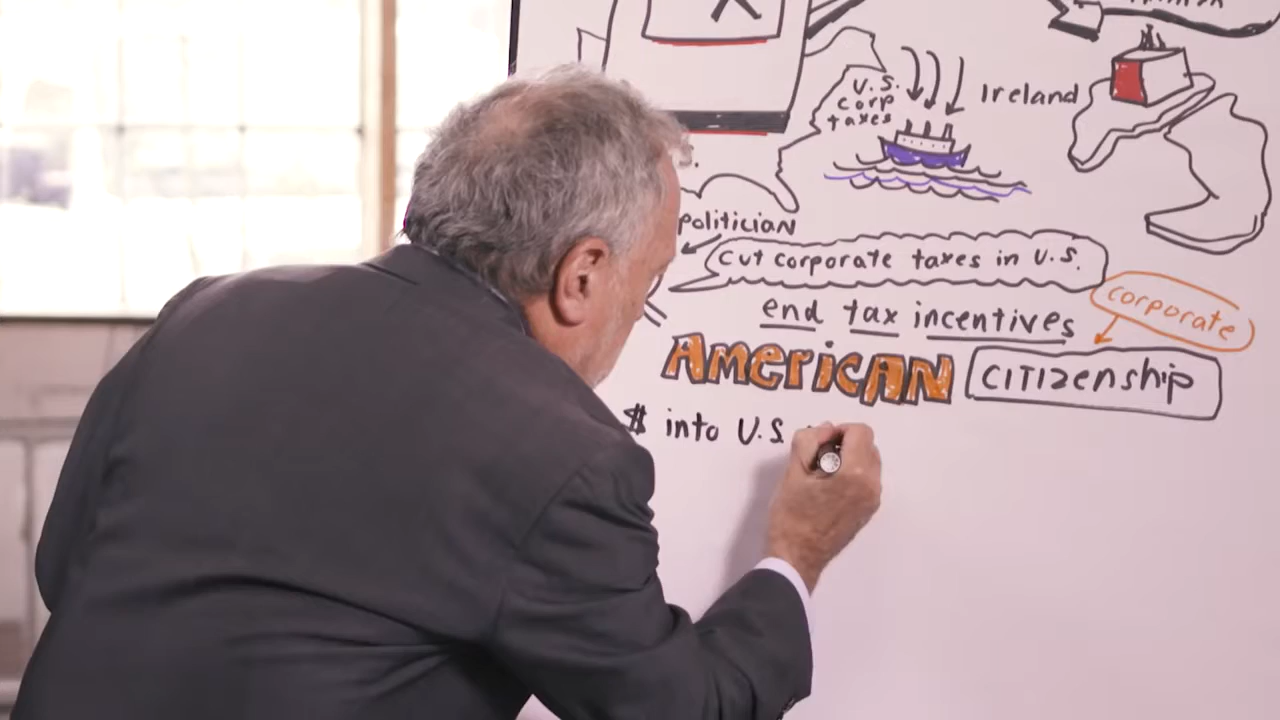 U.S.
corp
taxes
Ireland
politician
cut corporate taxes in U.S.
end tax incentives
corporate
AMERICAN
CITIZENSHIP
$ into U.S